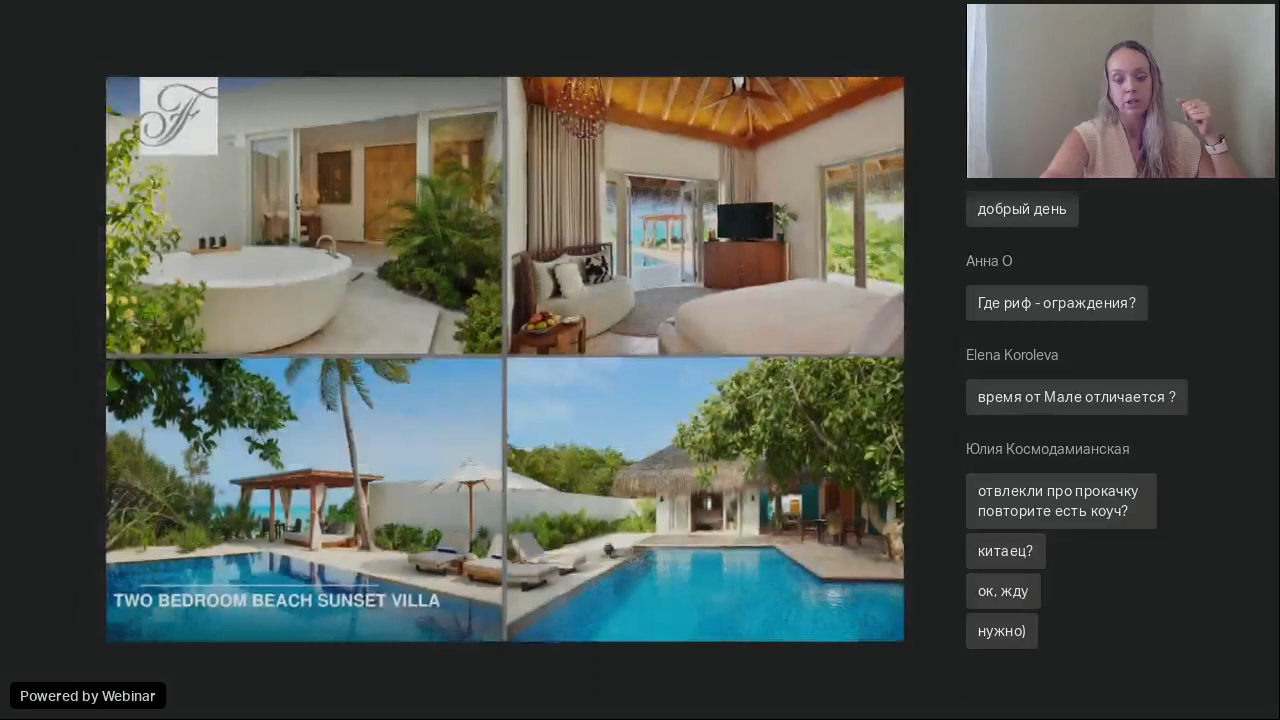 TWO BEDROOM BEACH SUNSET VILLA
Powered by Webinar
добрый день
Анна О
Где риф - ограждения?
Elena Koroleva
время от Мале отличается ?
Юлия Космодамианская
отвлекли про прокачку
повторите есть коуч?
китаец?
ок, жду
нужно)